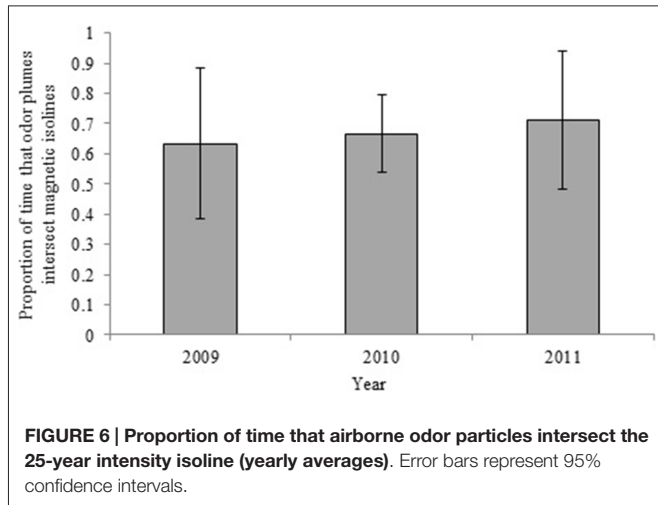 Proportion of time that odor plumes
intersect magnetic isolines
1
0.9
0.8
0.7
0.6
0.5
0.4
0.3
0.2
0.1
0
2009 2010 2011
Year
FIGURE 6 | Proportion of time that airborne odor particles intersect the
25-year intensity isoline (yearly averages). Error bars represent 95%
confidence intervals.